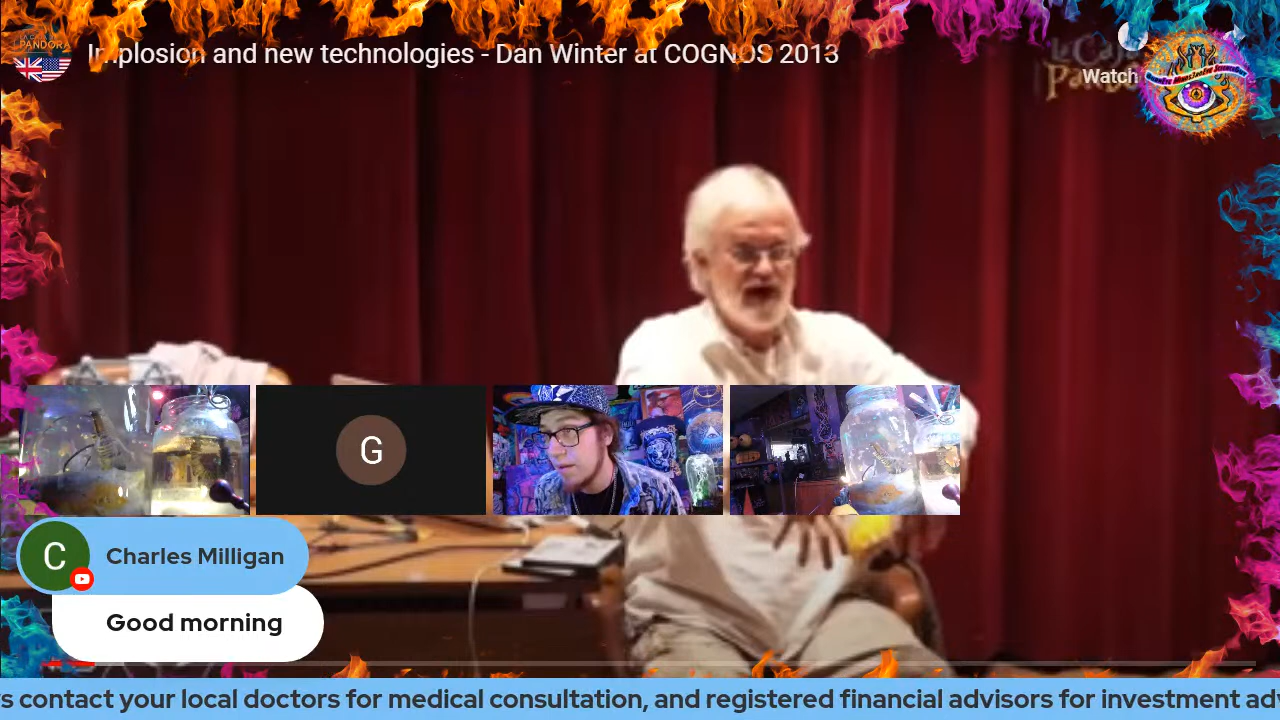 PANDORA
Implosion and new technologies - Dan Winter at COGNOS 2013
Watch
G
C
Charles Milligan
Good morning
s contact your local doctors for medical consultation, and registered financial advisors for investment adv